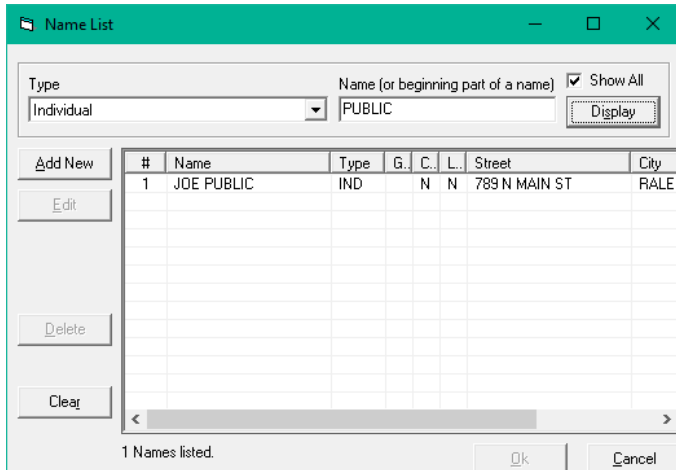 Name List
Type Name (or beginning part of a name) Show All
Individual PUBLIC Display
Add New # Name Type G.. C.. L.. Street City
1 JOE PUBLIC IND N N 789 N MAIN ST RALE
Edit
Delete
Clear
1 Names listed. Ok Cancel